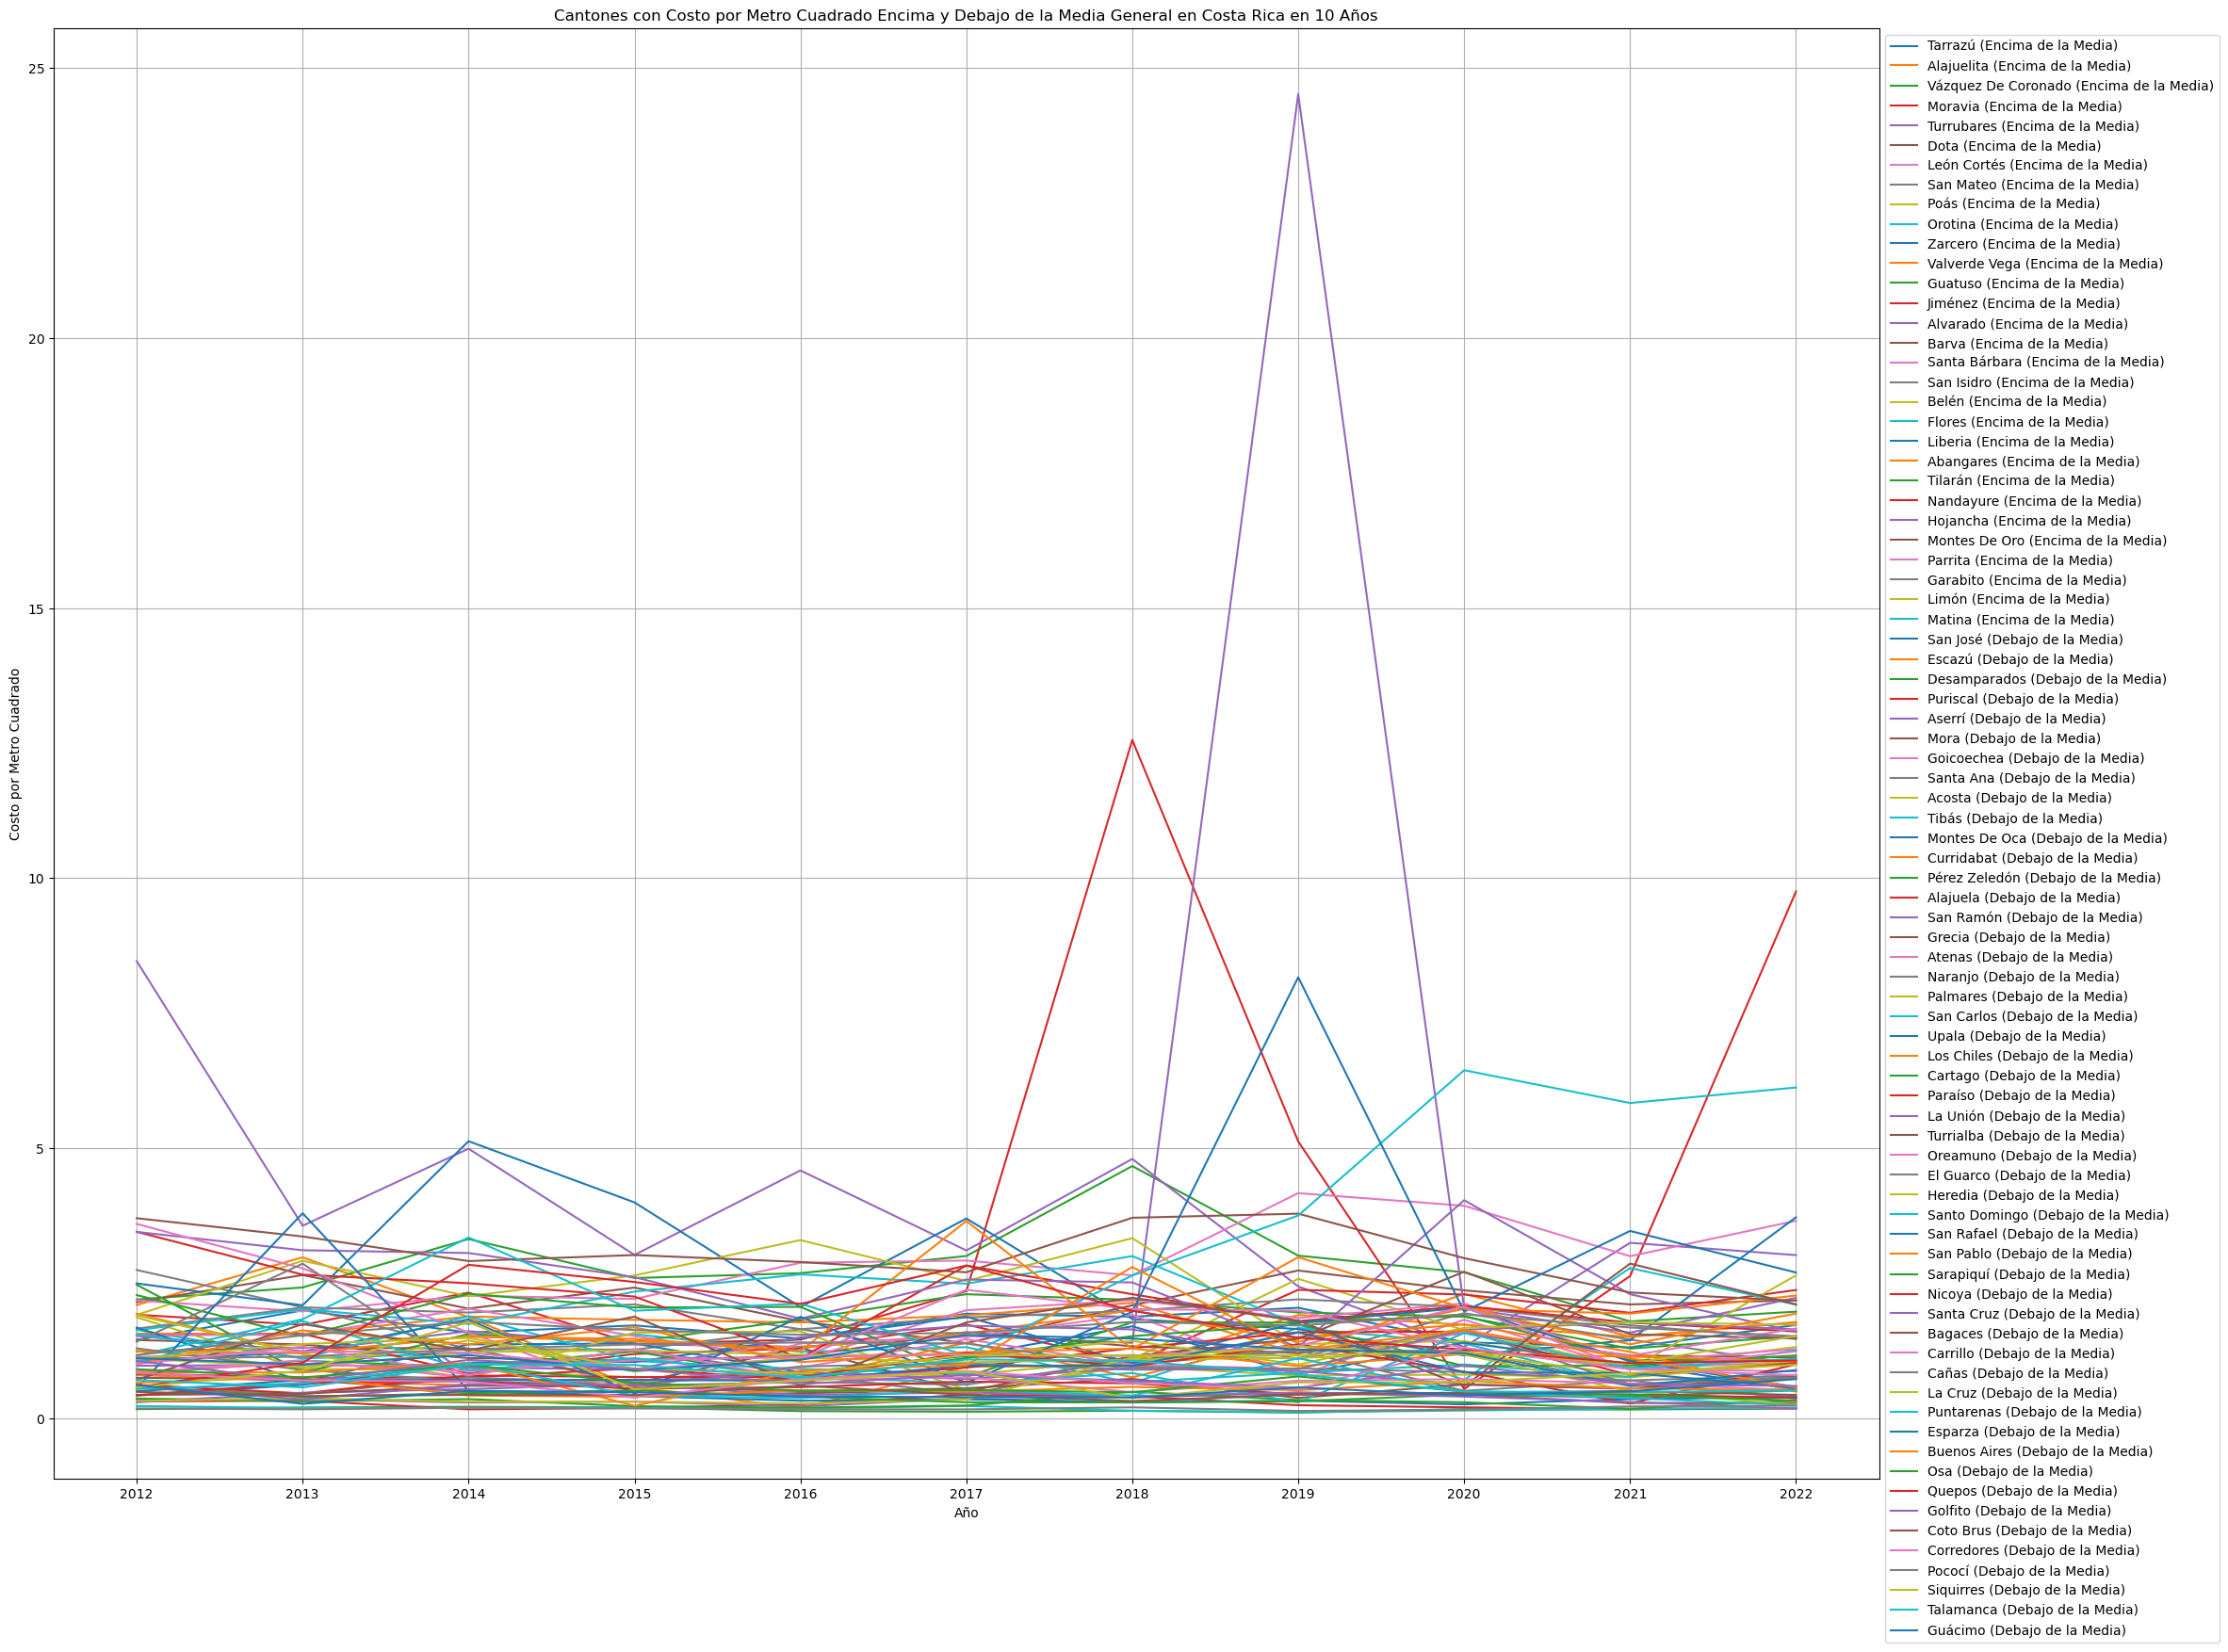 Cantones con Costo por Metro Cuadrado Encima y Debajo de la Media General en Costa Rica en 10 Años
25
20
15
10
5
0
Costo por Metro Cuadrado
2012 2013 2014 2015 2016 2017 2018 2019 2020 2021 2022
Año
Tarrazú (Encima de la Media)
Alajuelita (Encima de la Media)
Vázquez De Coronado (Encima de la Media)
Moravia (Encima de la Media)
Turrubares (Encima de la Media)
Dota (Encima de la Media)
León Cortés (Encima de la Media)
San Mateo (Encima de la Media)
Poás (Encima de la Media)
Orotina (Encima de la Media)
Zarcero (Encima de la Media)
Valverde Vega (Encima de la Media)
Guatuso (Encima de la Media)
Jiménez (Encima de la Media)
Alvarado (Encima de la Media)
Barva (Encima de la Media)
Santa Bárbara (Encima de la Media)
San Isidro (Encima de la Media)
Belén (Encima de la Media)
Flores (Encima de la Media)
Liberia (Encima de la Media)
Abangares (Encima de la Media)
Tilarán (Encima de la Media)
Nandayure (Encima de la Media)
Hojancha (Encima de la Media)
Montes De Oro (Encima de la Media)
Parrita (Encima de la Media)
Garabito (Encima de la Media)
Limón (Encima de la Media)
Matina (Encima de la Media)
San José (Debajo de la Media)
Escazú (Debajo de la Media)
Desamparados (Debajo de la Media)
Puriscal (Debajo de la Media)
Aserrí (Debajo de la Media)
Mora (Debajo de la Media)
Goicoechea (Debajo de la Media)
Santa Ana (Debajo de la Media)
Acosta (Debajo de la Media)
Tibás (Debajo de la Media)
Montes De Oca (Debajo de la Media)
Curridabat (Debajo de la Media)
Pérez Zeledón (Debajo de la Media)
Alajuela (Debajo de la Media)
San Ramón (Debajo de la Media)
Grecia (Debajo de la Media)
Atenas (Debajo de la Media)
Naranjo (Debajo de la Media)
Palmares (Debajo de la Media)
San Carlos (Debajo de la Media)
Upala (Debajo de la Media)
Los Chiles (Debajo de la Media)
Cartago (Debajo de la Media)
Paraíso (Debajo de la Media)
La Unión (Debajo de la Media)
Turrialba (Debajo de la Media)
Oreamuno (Debajo de la Media)
El Guarco (Debajo de la Media)
Heredia (Debajo de la Media)
Santo Domingo (Debajo de la Media)
San Rafael (Debajo de la Media)
San Pablo (Debajo de la Media)
Sarapiquí (Debajo de la Media)
Nicoya (Debajo de la Media)
Santa Cruz (Debajo de la Media)
Bagaces (Debajo de la Media)
Carrillo (Debajo de la Media)
Cañas (Debajo de la Media)
La Cruz (Debajo de la Media)
Puntarenas (Debajo de la Media)
Esparza (Debajo de la Media)
Buenos Aires (Debajo de la Media)
Osa (Debajo de la Media)
Quepos (Debajo de la Media)
Golfito (Debajo de la Media)
Coto Brus (Debajo de la Media)
Corredores (Debajo de la Media)
Pococí (Debajo de la Media)
Siquirres (Debajo de la Media)
Talamanca (Debajo de la Media)
Guácimo (Debajo de la Media)